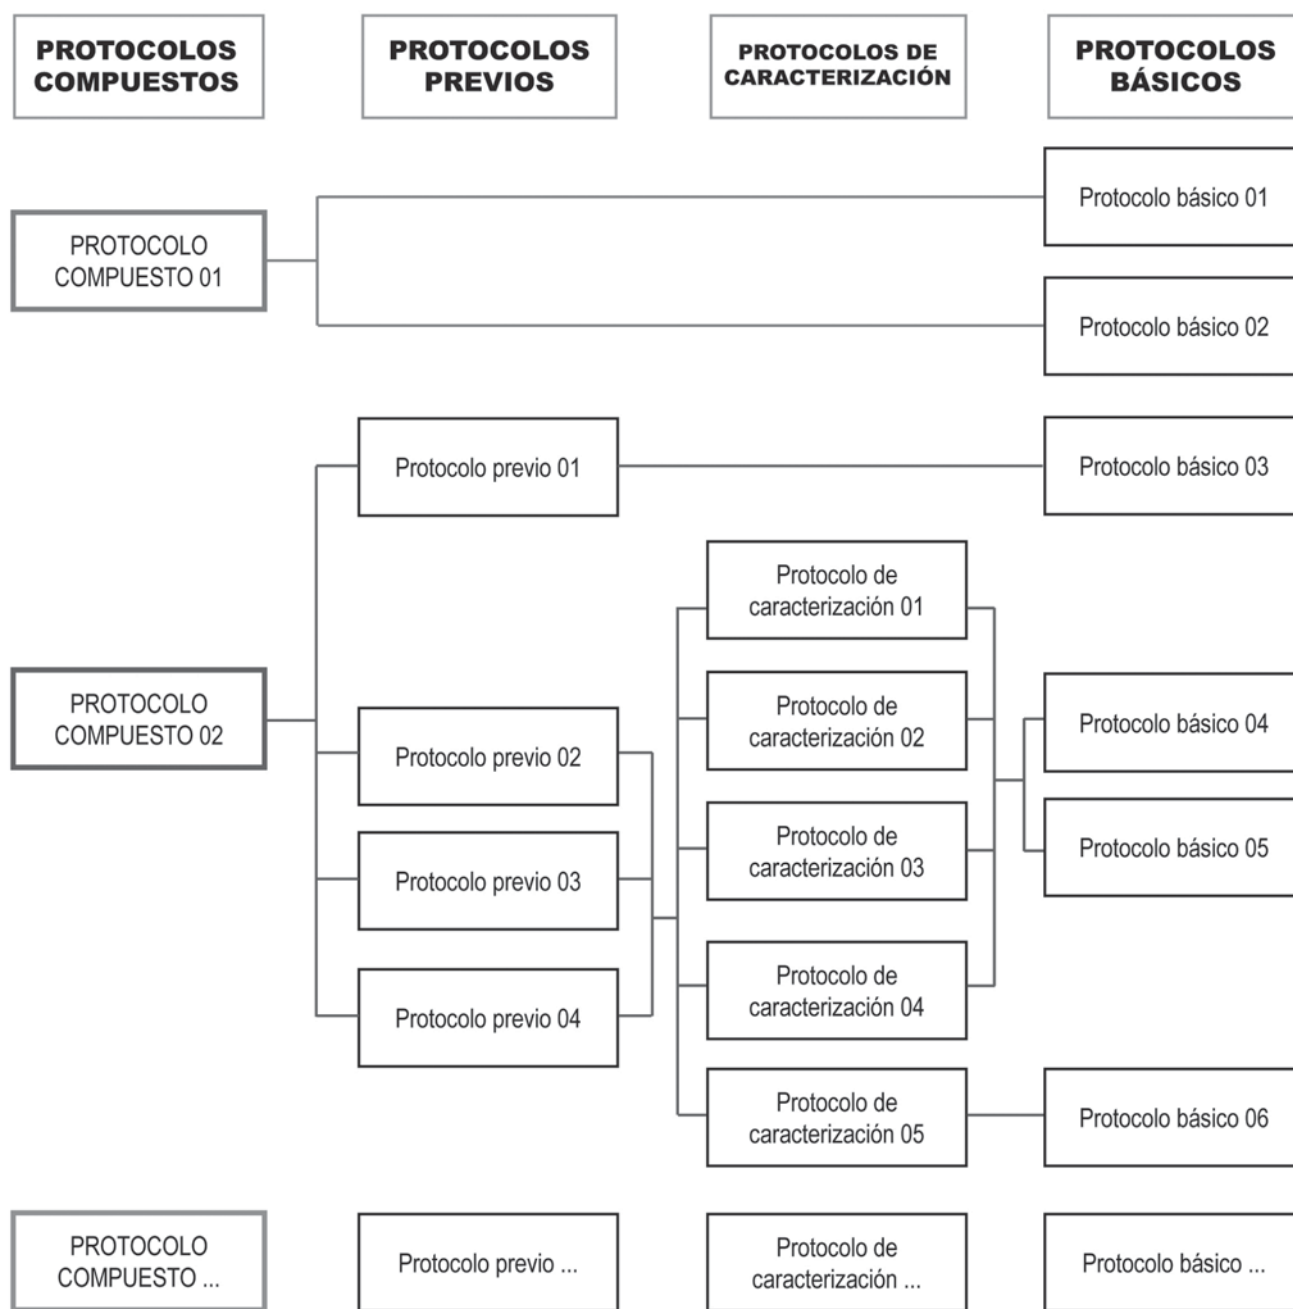 PROTOCOLOS
COMPUESTOS
PROTOCOLOS
PREVIOS
PROTOCOLOS DE
CARACTERIZACIÓN
PROTOCOLOS
BÁSICOS
PROTOCOLO
COMPUESTO 01
Protocolo básico 01
Protocolo básico 02
PROTOCOLO
COMPUESTO 02
Protocolo previo 01
Protocolo básico 03
Protocolo previo 02
Protocolo previo 03
Protocolo previo 04
Protocolo de
caracterización 01
Protocolo de
caracterización 02
Protocolo de
caracterización 03
Protocolo de
caracterización 04
Protocolo de
caracterización 05
Protocolo básico 04
Protocolo básico 05
Protocolo básico 06
PROTOCOLO
COMPUESTO ...
Protocolo previo ...
Protocolo de
caracterización ...
Protocolo básico ...